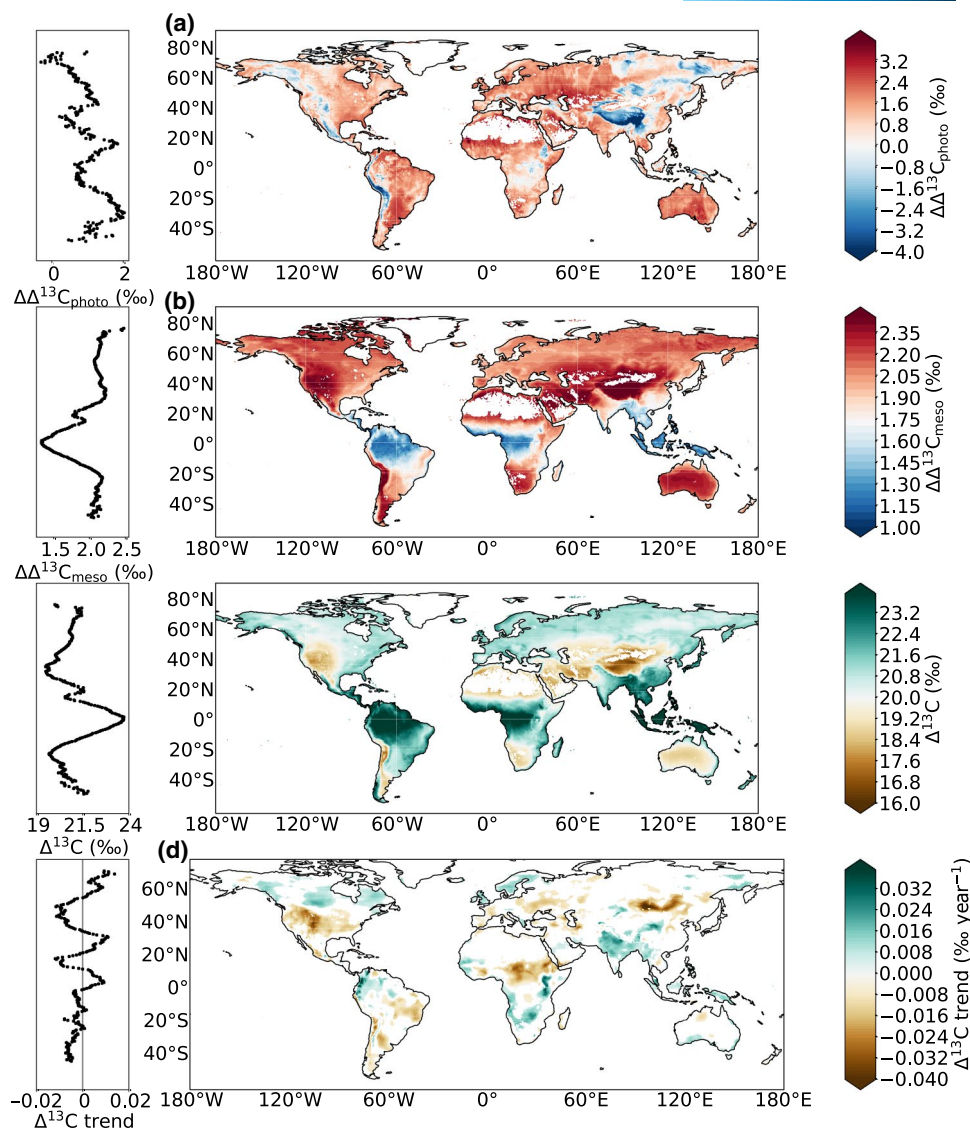 (a)
80°N
60°N
40°N
20°N
0°
20°S
40°S
180°W 120°W 60°W 0° 60°E 120°E 180°E
0 2
ΔΔ¹³C_photo (‰)
3.2
2.4
1.6
0.8
0.0
−0.8
−1.6
−2.4
−3.2
−4.0
ΔΔ¹³C_photo (‰)
(b)
80°N
60°N
40°N
20°N
0°
20°S
40°S
180°W 120°W 60°W 0° 60°E 120°E 180°E
1.5 2.0 2.5
ΔΔ¹³C_meso (‰)
2.35
2.20
2.05
1.90
1.75
1.60
1.45
1.30
1.15
1.00
ΔΔ¹³C_meso (‰)
80°N
60°N
40°N
20°N
0°
20°S
40°S
180°W 120°W 60°W 0° 60°E 120°E 180°E
19 21.5 24
Δ¹³C (‰)
23.2
22.4
21.6
20.8
20.0
19.2
18.4
17.6
16.8
16.0
Δ¹³C (‰)
(d)
60°N
40°N
20°N
0°
20°S
40°S
180°W 120°W 60°W 0° 60°E 120°E 180°E
−0.02 0 0.02
Δ¹³C trend
0.032
0.024
0.016
0.008
0.000
−0.008
−0.016
−0.024
−0.032
−0.040
Δ¹³C trend (‰ year⁻¹)